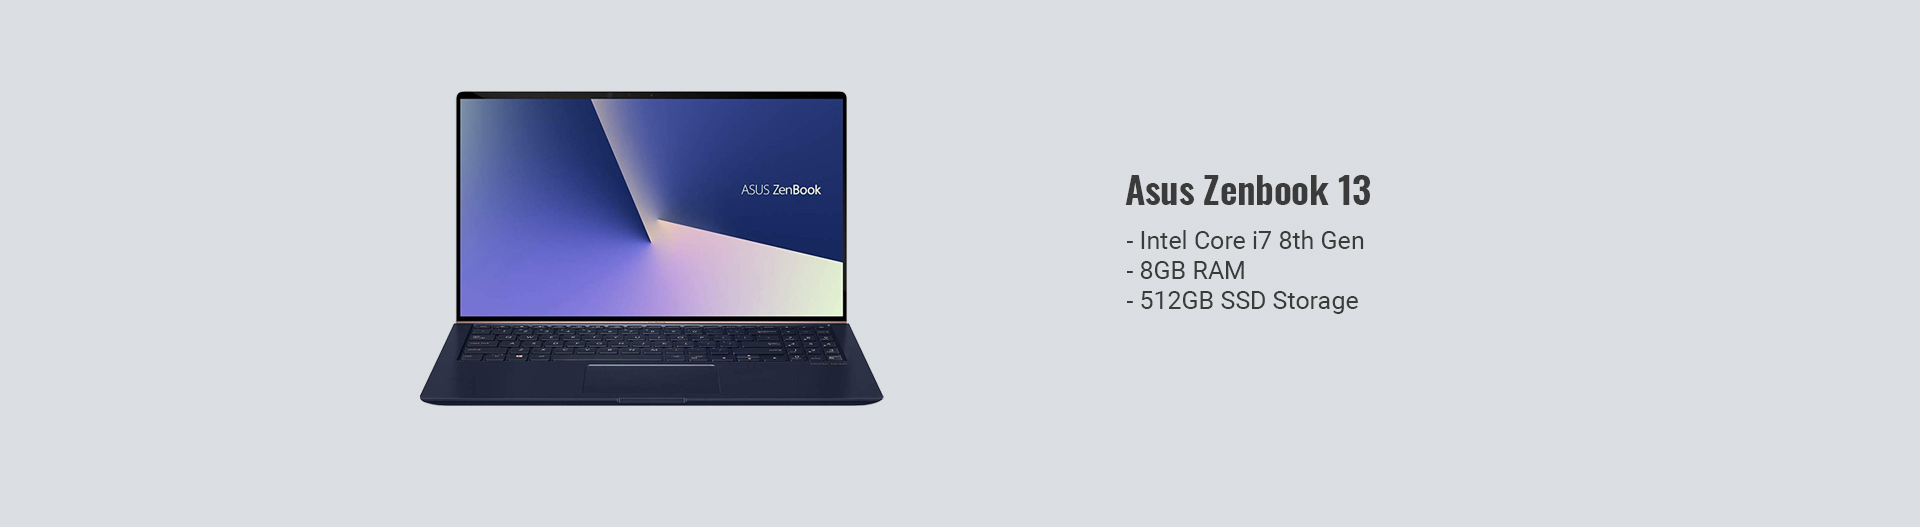 ASUS ZenBook
Asus Zenbook 13
- Intel Core i7 8th Gen
- 8GB RAM
- 512GB SSD Storage